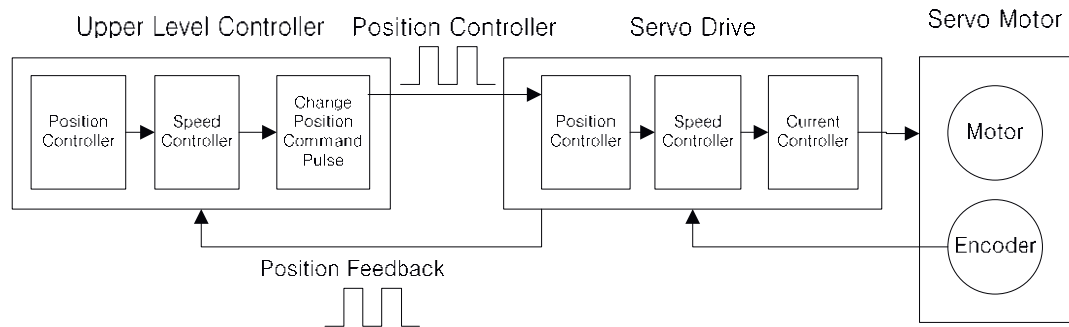 Upper Level Controller
Position Controller
Servo Drive
Servo Motor
Position
Controller
Speed
Controller
Change
Position
Command
Pulse
Position
Controller
Speed
Controller
Current
Controller
Motor
Encoder
Position Feedback